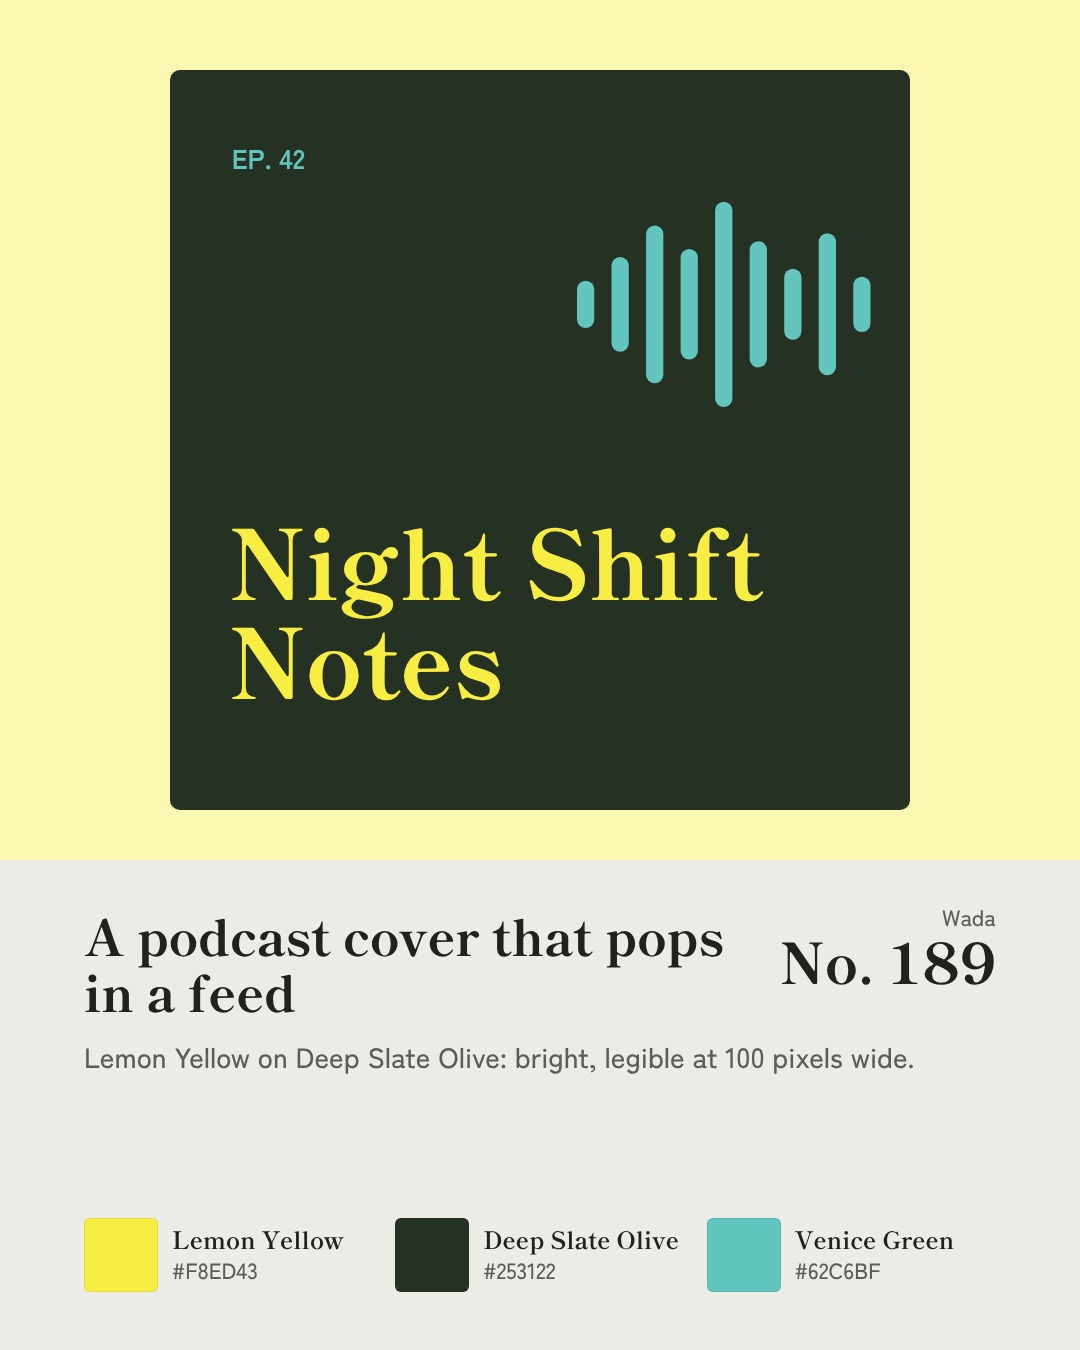 EP. 42
Night Shift
Notes
A podcast cover that pops
in a feed
Wada
No. 189
Lemon Yellow on Deep Slate Olive: bright, legible at 100 pixels wide.
Lemon Yellow
#F8ED43
Deep Slate Olive
#253122
Venice Green
#62C6BF